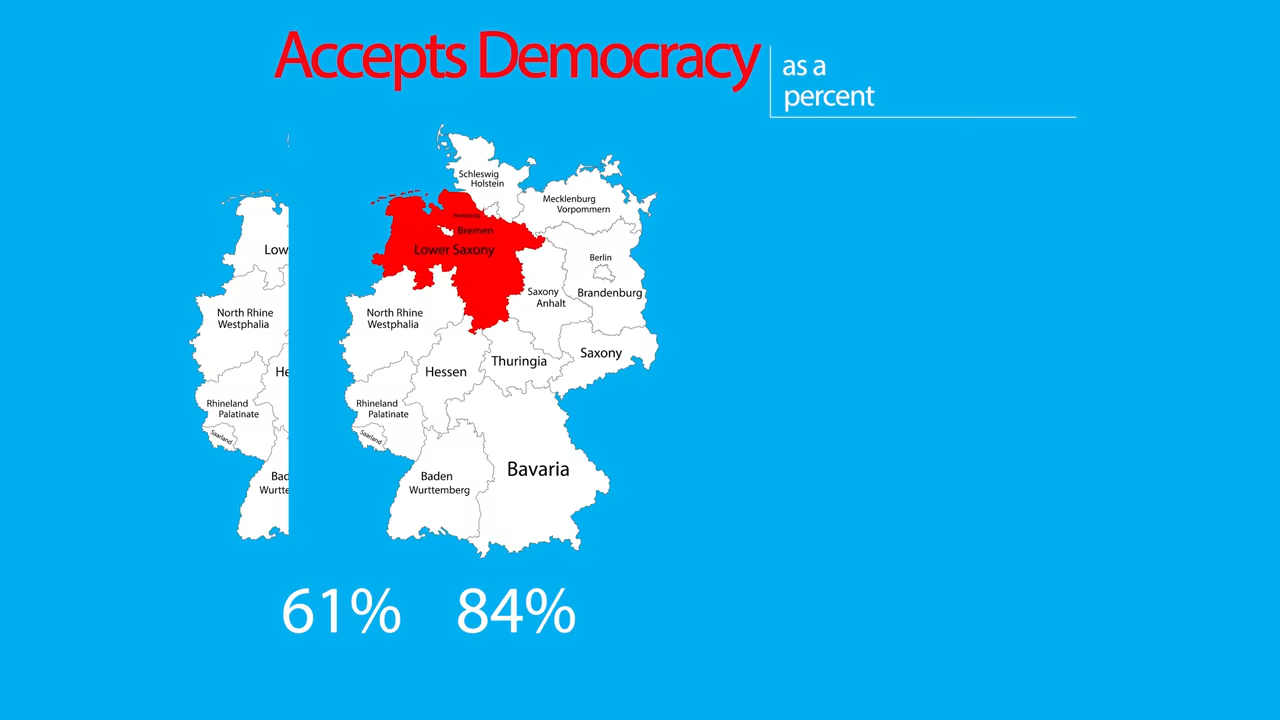 Accepts Democracy
as a
percent
Schleswig
Holstein
Mecklenburg
Vorpommern
Bremen
Low
Lower Saxony
Berlin
Saxony
Anhalt
Brandenburg
North Rhine
Westphalia
North Rhine
Westphalia
Saxony
Thuringia
He
Hessen
Rhineland
Palatinate
Rhineland
Palatinate
Saarland
Saarland
Bavaria
Bad
Wurtte
Baden
Wurttemberg
61%
84%